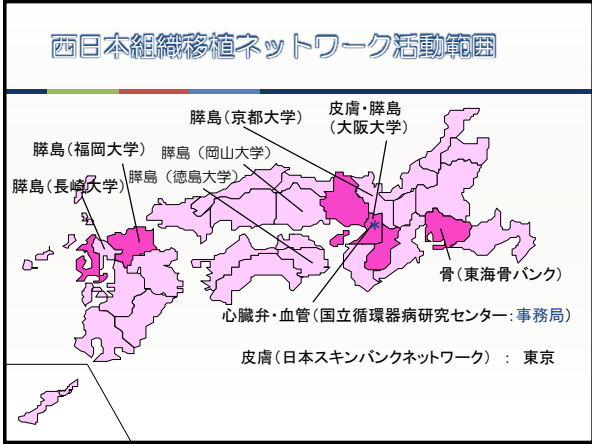 西日本組織移植ネットワーク活動範囲
膵島(京都大学)
皮膚・膵島
(大阪大学)
膵島(福岡大学)
膵島(岡山大学)
膵島(徳島大学)
膵島(長崎大学)
骨(東海骨バンク)
心臓弁・血管(国立循環器病研究センター:事務局)
皮膚(日本スキンバンクネットワーク) : 東京